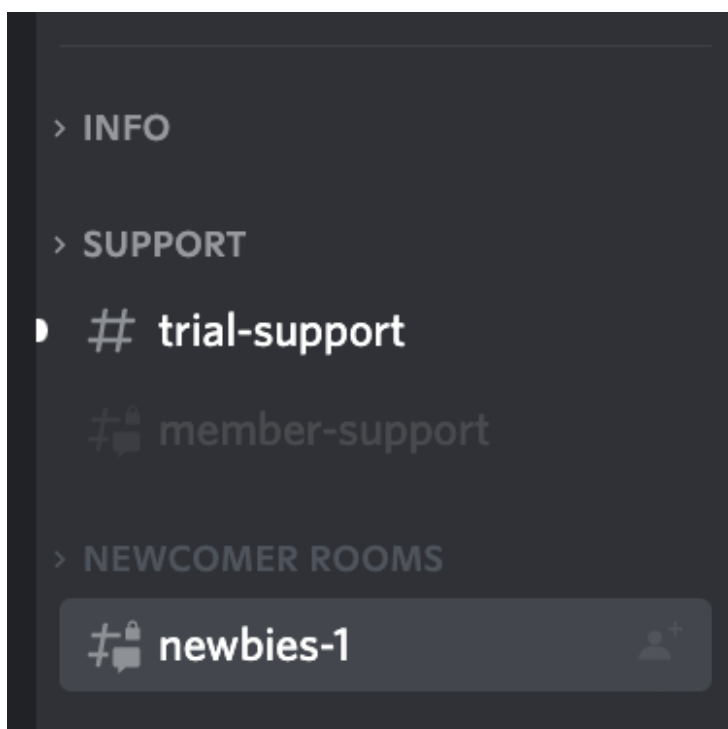 INFO
SUPPORT
trial-support
member-support
NEWCOMER ROOMS
newbies-1